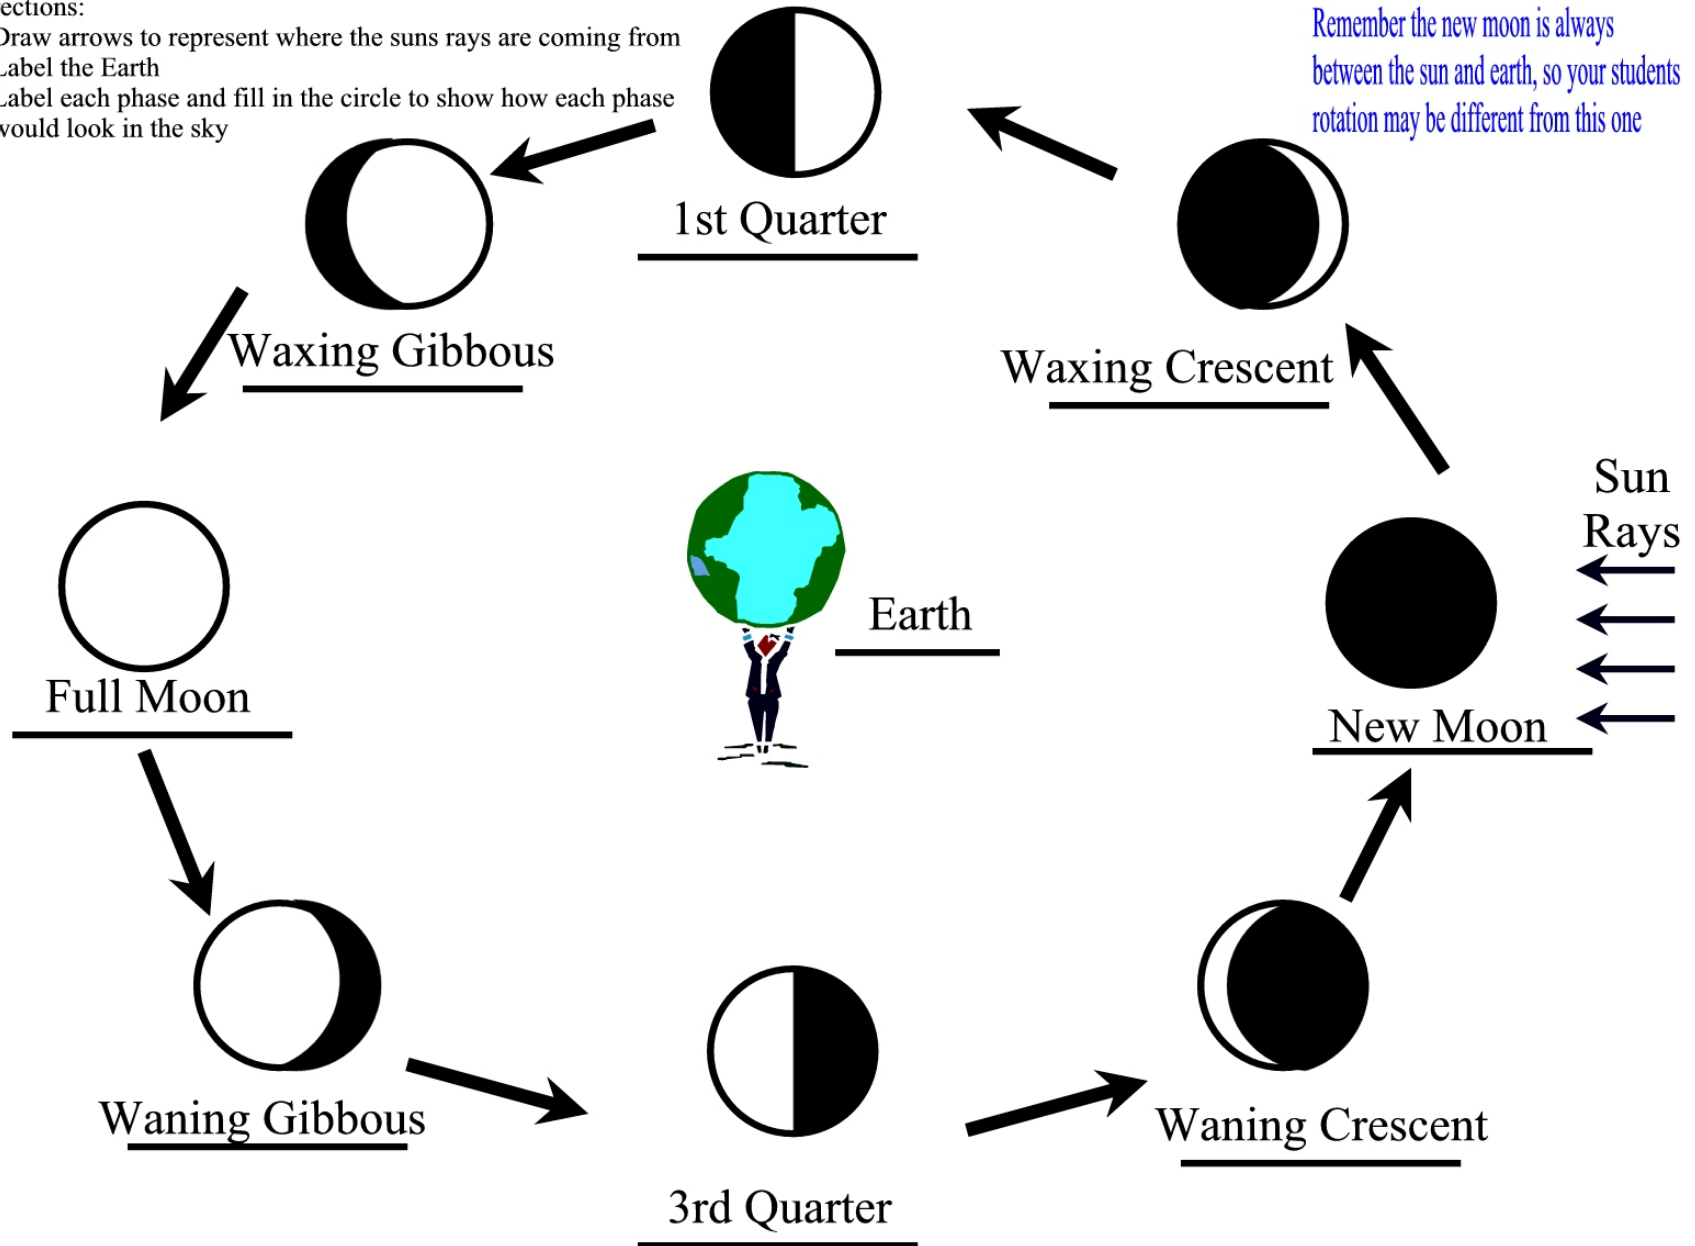 ections:
Draw arrows to represent where the suns rays are coming from
Label the Earth
Label each phase and fill in the circle to show how each phase
would look in the sky
Remember the new moon is always
between the sun and earth, so your students
rotation may be different from this one
1st Quarter
Waxing Gibbous
Waxing Crescent
Sun
Rays
Earth
Full Moon
New Moon
Waning Gibbous
Waning Crescent
3rd Quarter